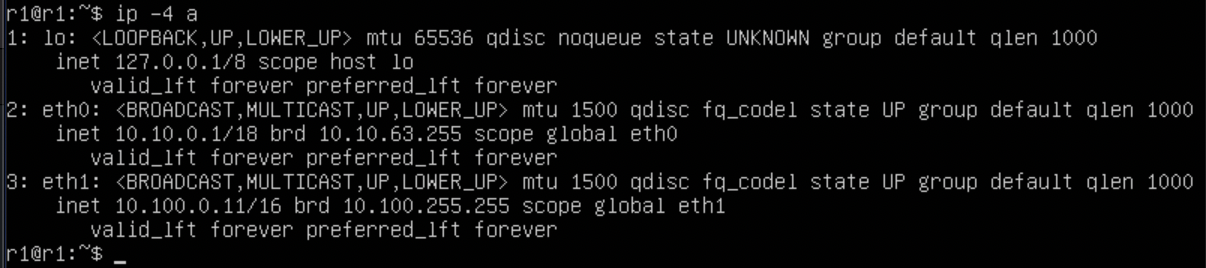 r1@r1:~$ ip -4 a
1: lo: <LOOPBACK,UP,LOWER_UP> mtu 65536 qdisc noqueue state UNKNOWN group default qlen 1000
    inet 127.0.0.1/8 scope host lo
       valid_lft forever preferred_lft forever
2: eth0: <BROADCAST,MULTICAST,UP,LOWER_UP> mtu 1500 qdisc fq_codel state UP group default qlen 1000
    inet 10.10.0.1/18 brd 10.10.63.255 scope global eth0
       valid_lft forever preferred_lft forever
3: eth1: <BROADCAST,MULTICAST,UP,LOWER_UP> mtu 1500 qdisc fq_codel state UP group default qlen 1000
    inet 10.100.0.11/16 brd 10.100.255.255 scope global eth1
       valid_lft forever preferred_lft forever
r1@r1:~$ _